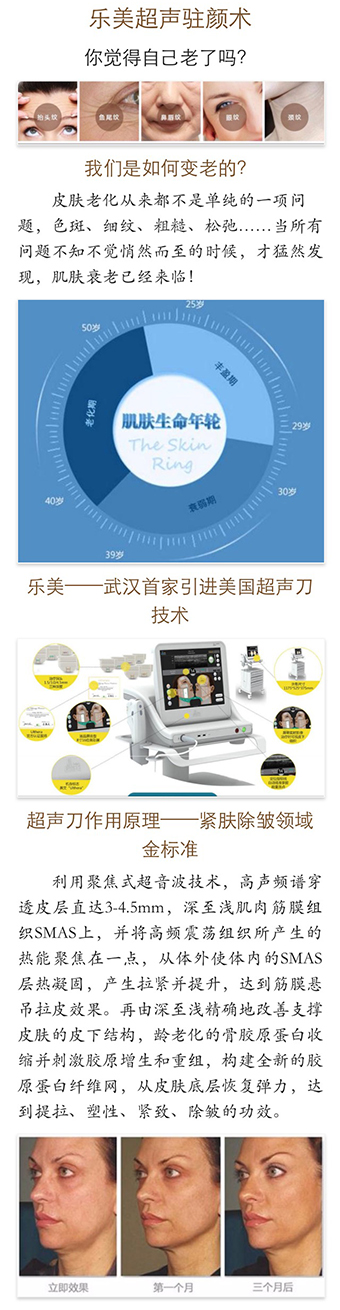 乐美超声驻颜术
你觉得自己老了吗?
抬头纹
鱼尾纹
鼻唇纹
眼纹
颈纹
我们是如何变老的?
皮肤老化从来都不是单纯的一项问
题，色斑、细纹、粗糙、松弛……当所有
问题不知不觉悄然而至的时候，才猛然发
现，肌肤衰老已经来临!
25岁
50岁
丰盈期
老化期
肌肤生命年轮
The Skin
Ring
29岁
30岁
衰弱期
40岁
39岁
乐美——武汉首家引进美国超声刀
技术
超声刀作用原理——紧肤除皱领域
金标准
利用聚焦式超音波技术，高声频谱穿
透皮层直达3-4.5mm，深至浅肌肉筋膜组
织SMAS上，并将高频震荡组织所产生的
热能聚焦在一点，从体外使体内的SMAS
层热凝固，产生拉紧并提升，达到筋膜悬
吊拉皮效果。再由深至浅精确地改善支撑
皮肤的皮下结构，龄老化的骨胶原蛋白收
缩并刺激胶原增生和重组，构建全新的胶
原蛋白纤维网，从皮肤底层恢复弹力，达
到提拉、塑性、紧致、除皱的功效。
立即效果
第一个月
三个月后